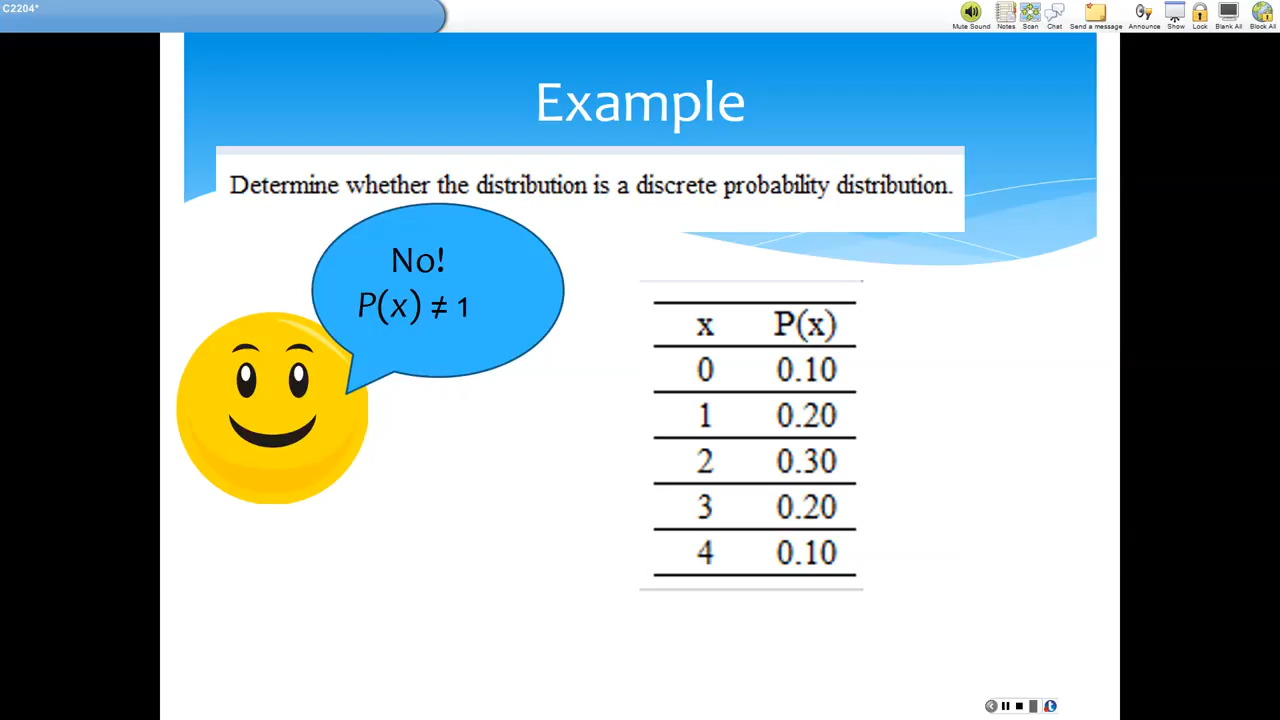 C2204*
Mute Sound Notes Scan Chat Send a message Announce Show Lock Blank All Block All
Example
Determine whether the distribution is a discrete probability distribution.
No!
P(x) ≠ 1
x P(x)
0 0.10
1 0.20
2 0.30
3 0.20
4 0.10